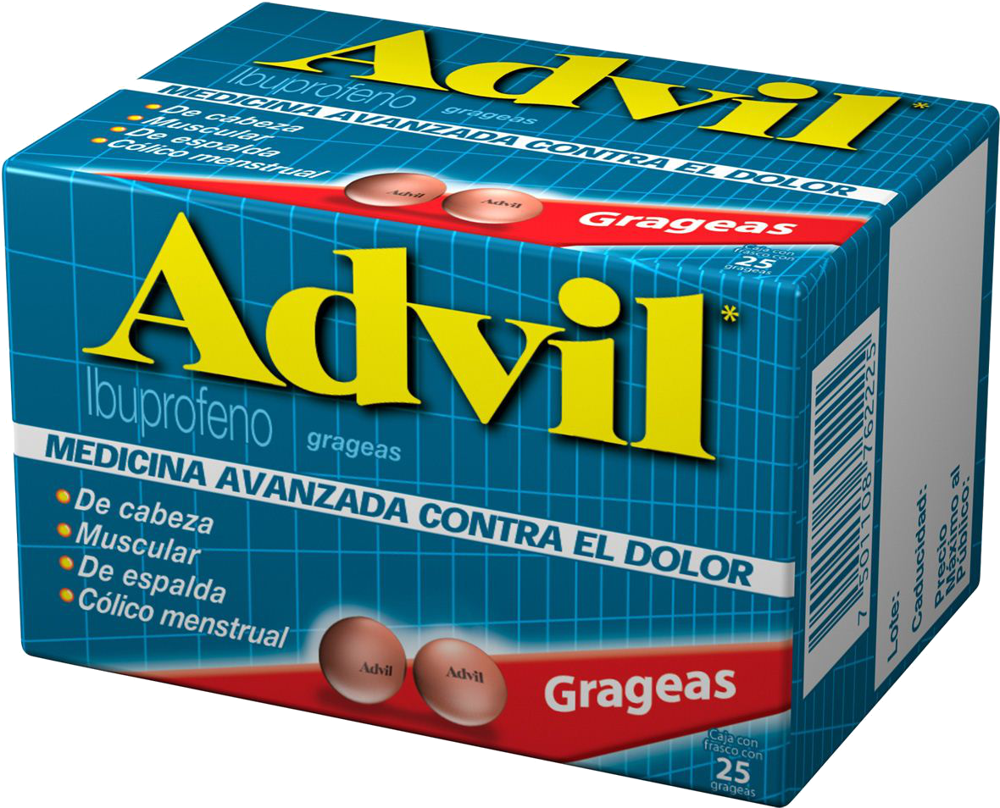 Advil*
Ibuprofeno grageas
MEDICINA AVANZADA CONTRA EL DOLOR
De cabeza
Muscular
De espalda
Cólico menstrual
Advil
Advil
Grageas
Caja con
frasco con
25
grageas
Advil*
Ibuprofeno grageas
MEDICINA AVANZADA CONTRA EL DOLOR
De cabeza
Muscular
De espalda
Cólico menstrual
Advil
Advil
Grageas
Caja con
frasco con
25
grageas
7 501108 762225
Lote:
Caducidad:
Precio
Máximo al
Público: